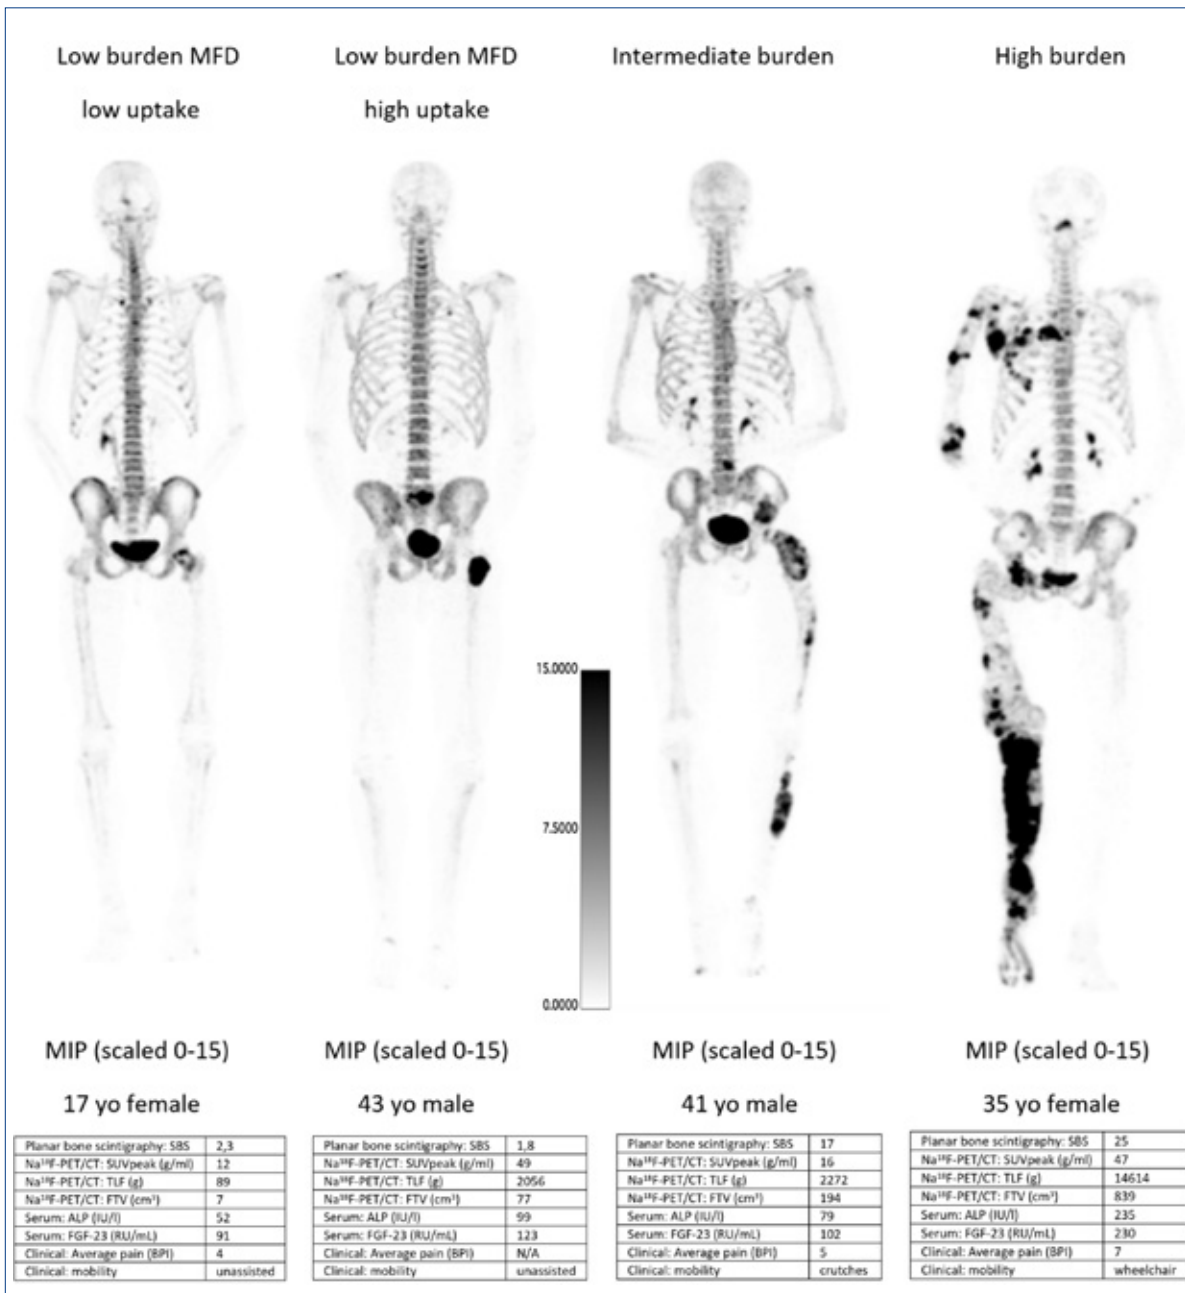 Low burden MFD
low uptake
Low burden MFD
high uptake
Intermediate burden
High burden
15.0000
7.5000
0.0000
MIP (scaled 0-15)
17 yo female
Planar bone scintigraphy: SBS 2,3
Na¹⁸F-PET/CT: SUVpeak (g/ml) 12
Na¹⁸F-PET/CT: TLF (g) 89
Na¹⁸F-PET/CT: FTV (cm³) 7
Serum: ALP (IU/l) 52
Serum: FGF-23 (RU/mL) 91
Clinical: Average pain (BPI) 4
Clinical: mobility unassisted
MIP (scaled 0-15)
43 yo male
Planar bone scintigraphy: SBS 1,8
Na¹⁸F-PET/CT: SUVpeak (g/ml) 49
Na¹⁸F-PET/CT: TLF (g) 2056
Na¹⁸F-PET/CT: FTV (cm³) 77
Serum: ALP (IU/l) 99
Serum: FGF-23 (RU/mL) 123
Clinical: Average pain (BPI) N/A
Clinical: mobility unassisted
MIP (scaled 0-15)
41 yo male
Planar bone scintigraphy: SBS 17
Na¹⁸F-PET/CT: SUVpeak (g/ml) 16
Na¹⁸F-PET/CT: TLF (g) 2272
Na¹⁸F-PET/CT: FTV (cm³) 194
Serum: ALP (IU/l) 79
Serum: FGF-23 (RU/mL) 102
Clinical: Average pain (BPI) 5
Clinical: mobility crutches
MIP (scaled 0-15)
35 yo female
Planar bone scintigraphy: SBS 25
Na¹⁸F-PET/CT: SUVpeak (g/ml) 47
Na¹⁸F-PET/CT: TLF (g) 14614
Na¹⁸F-PET/CT: FTV (cm³) 839
Serum: ALP (IU/l) 235
Serum: FGF-23 (RU/mL) 230
Clinical: Average pain (BPI) 7
Clinical: mobility wheelchair